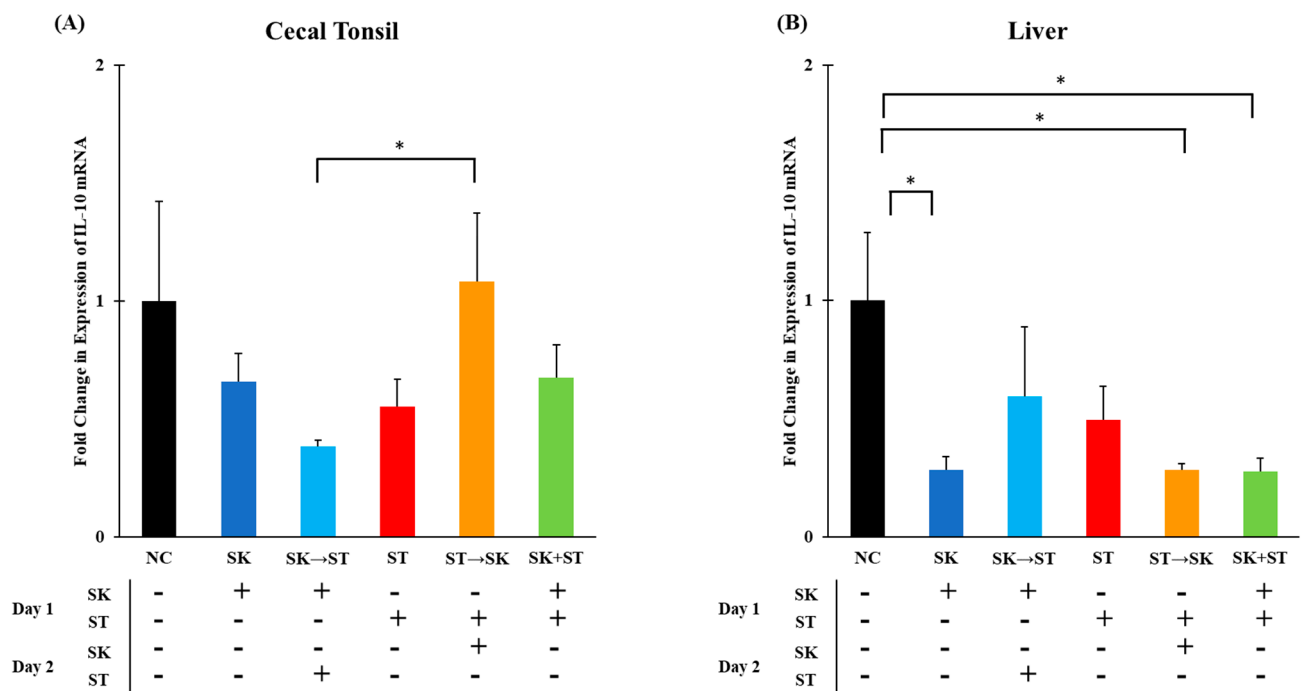 (A)
Cecal Tonsil
Fold Change in Expression of IL-10 mRNA
2
1
0
*
NC SK SK→ST ST ST→SK SK+ST
Day 1 SK - + + - - +
ST - - - + + +
Day 2 SK - - - - + -
ST - - + - - -
(B)
Liver
Fold Change in Expression of IL-10 mRNA
2
1
0
*
*
*
NC SK SK→ST ST ST→SK SK+ST
Day 1 SK - + + - - +
ST - - - + + +
Day 2 SK - - - - + -
ST - - + - - -